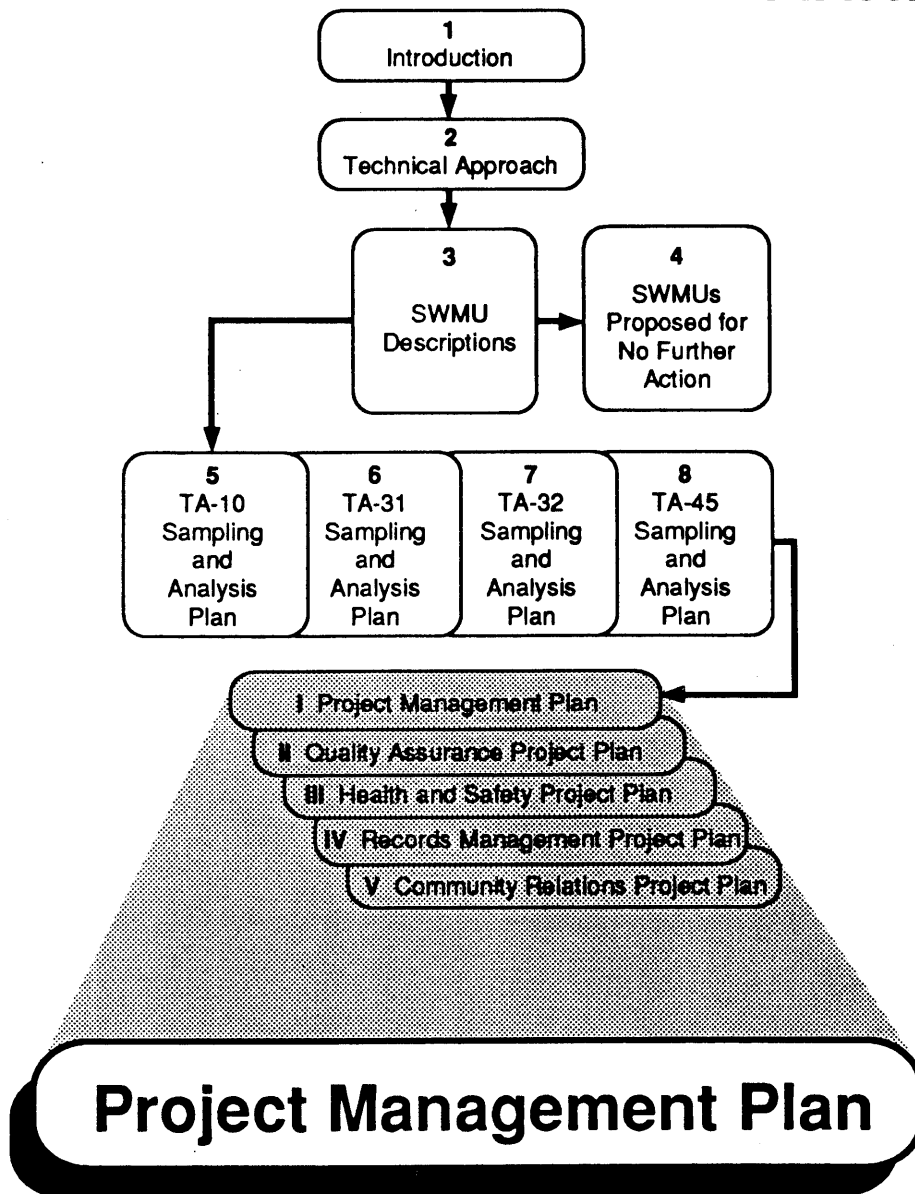 1
Introduction
2
Technical Approach
3
SWMU
Descriptions
4
SWMUs
Proposed for
No Further
Action
5
TA-10
Sampling
and
Analysis
Plan
6
TA-31
Sampling
and
Analysis
Plan
7
TA-32
Sampling
and
Analysis
Plan
8
TA-45
Sampling
and
Analysis
Plan
I Project Management Plan
II Quality Assurance Project Plan
III Health and Safety Project Plan
IV Records Management Project Plan
V Community Relations Project Plan
Project Management Plan